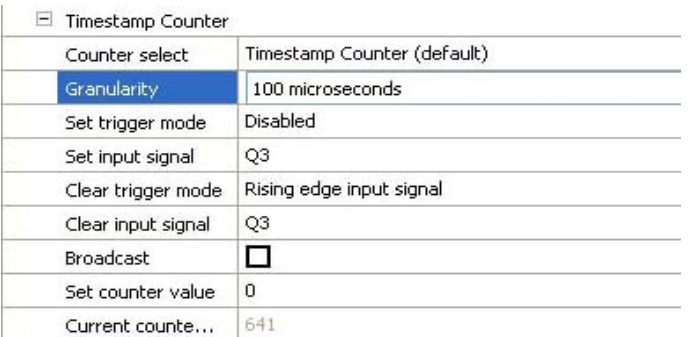 Timestamp Counter
Counter select Timestamp Counter (default)
Granularity 100 microseconds
Set trigger mode Disabled
Set input signal Q3
Clear trigger mode Rising edge input signal
Clear input signal Q3
Broadcast
Set counter value 0
Current counte... 641